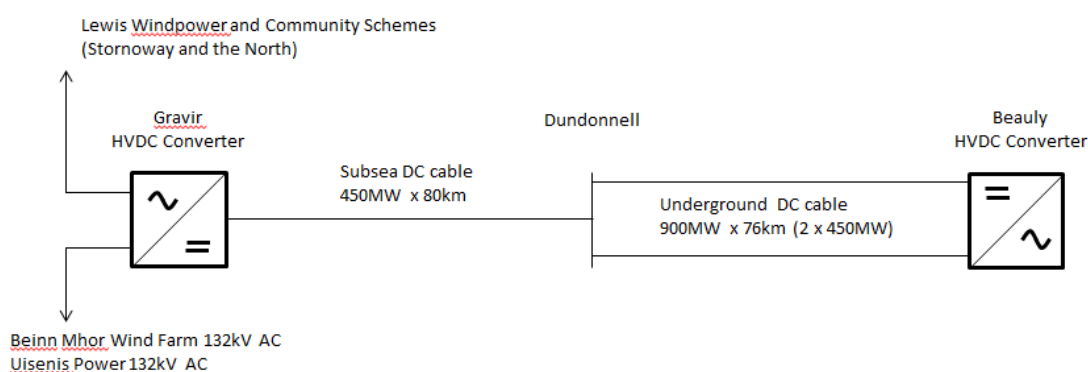 Lewis Windpower and Community Schemes
(Stornoway and the North)
Gravir
HVDC Converter
Dundonnell
Beauly
HVDC Converter
Subsea DC cable
450MW x 80km
Underground DC cable
900MW x 76km (2 x 450MW)
Beinn Mhor Wind Farm 132kV AC
Uisenis Power 132kV AC